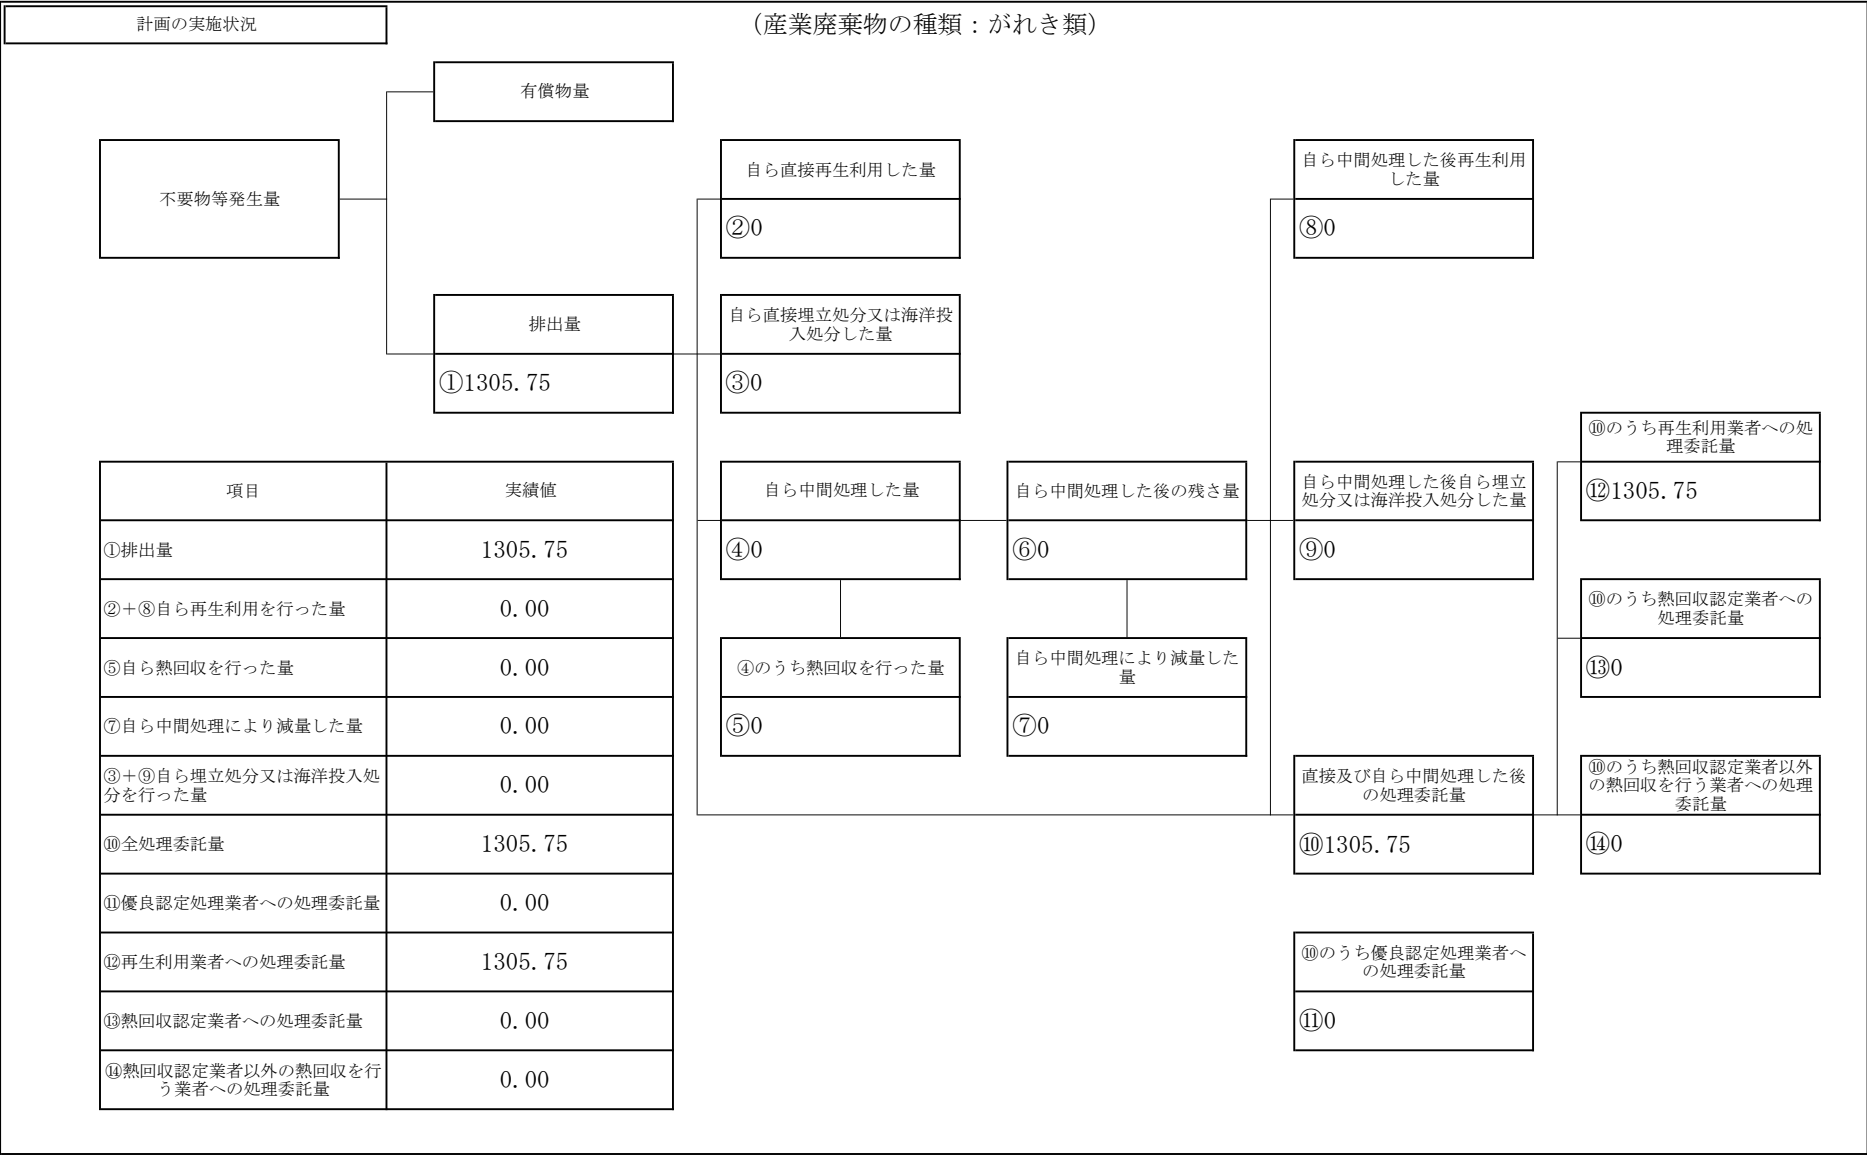 計画の実施状況
（産業廃棄物の種類：がれき類）
有償物量
不要物等発生量
自ら直接再生利用した量
②0
自ら中間処理した後再生利用
した量
⑧0
排出量
①1305.75
自ら直接埋立処分又は海洋投
入処分した量
③0
⑩のうち再生利用業者への処
理委託量
⑫1305.75
自ら中間処理した量
④0
自ら中間処理した後の残さ量
⑥0
自ら中間処理した後自ら埋立
処分又は海洋投入処分した量
⑨0
⑩のうち熱回収認定業者への
処理委託量
⑬0
④のうち熱回収を行った量
⑤0
自ら中間処理により減量した
量
⑦0
直接及び自ら中間処理した後
の処理委託量
⑩1305.75
⑩のうち熱回収認定業者以外
の熱回収を行う業者への処理
委託量
⑭0
⑩のうち優良認定処理業者へ
の処理委託量
⑪0
項目 実績値
①排出量 1305.75
②＋⑧自ら再生利用を行った量 0.00
⑤自ら熱回収を行った量 0.00
⑦自ら中間処理により減量した量 0.00
③＋⑨自ら埋立処分又は海洋投入処
分を行った量 0.00
⑩全処理委託量 1305.75
⑪優良認定処理業者への処理委託量 0.00
⑫再生利用業者への処理委託量 1305.75
⑬熱回収認定業者への処理委託量 0.00
⑭熱回収認定業者以外の熱回収を行
う業者への処理委託量 0.00